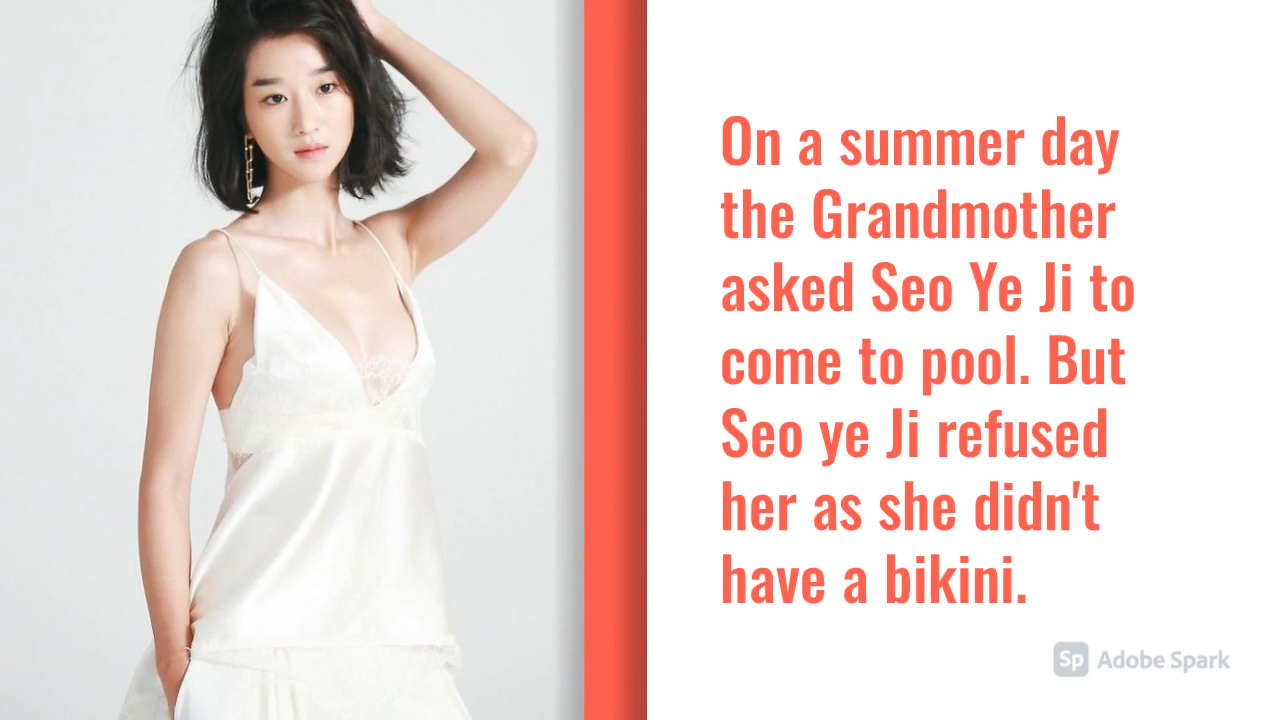 On a summer day
the Grandmother
asked Seo Ye Ji to
come to pool. But
Seo ye Ji refused
her as she didn't
have a bikini.
Sp Adobe Spark